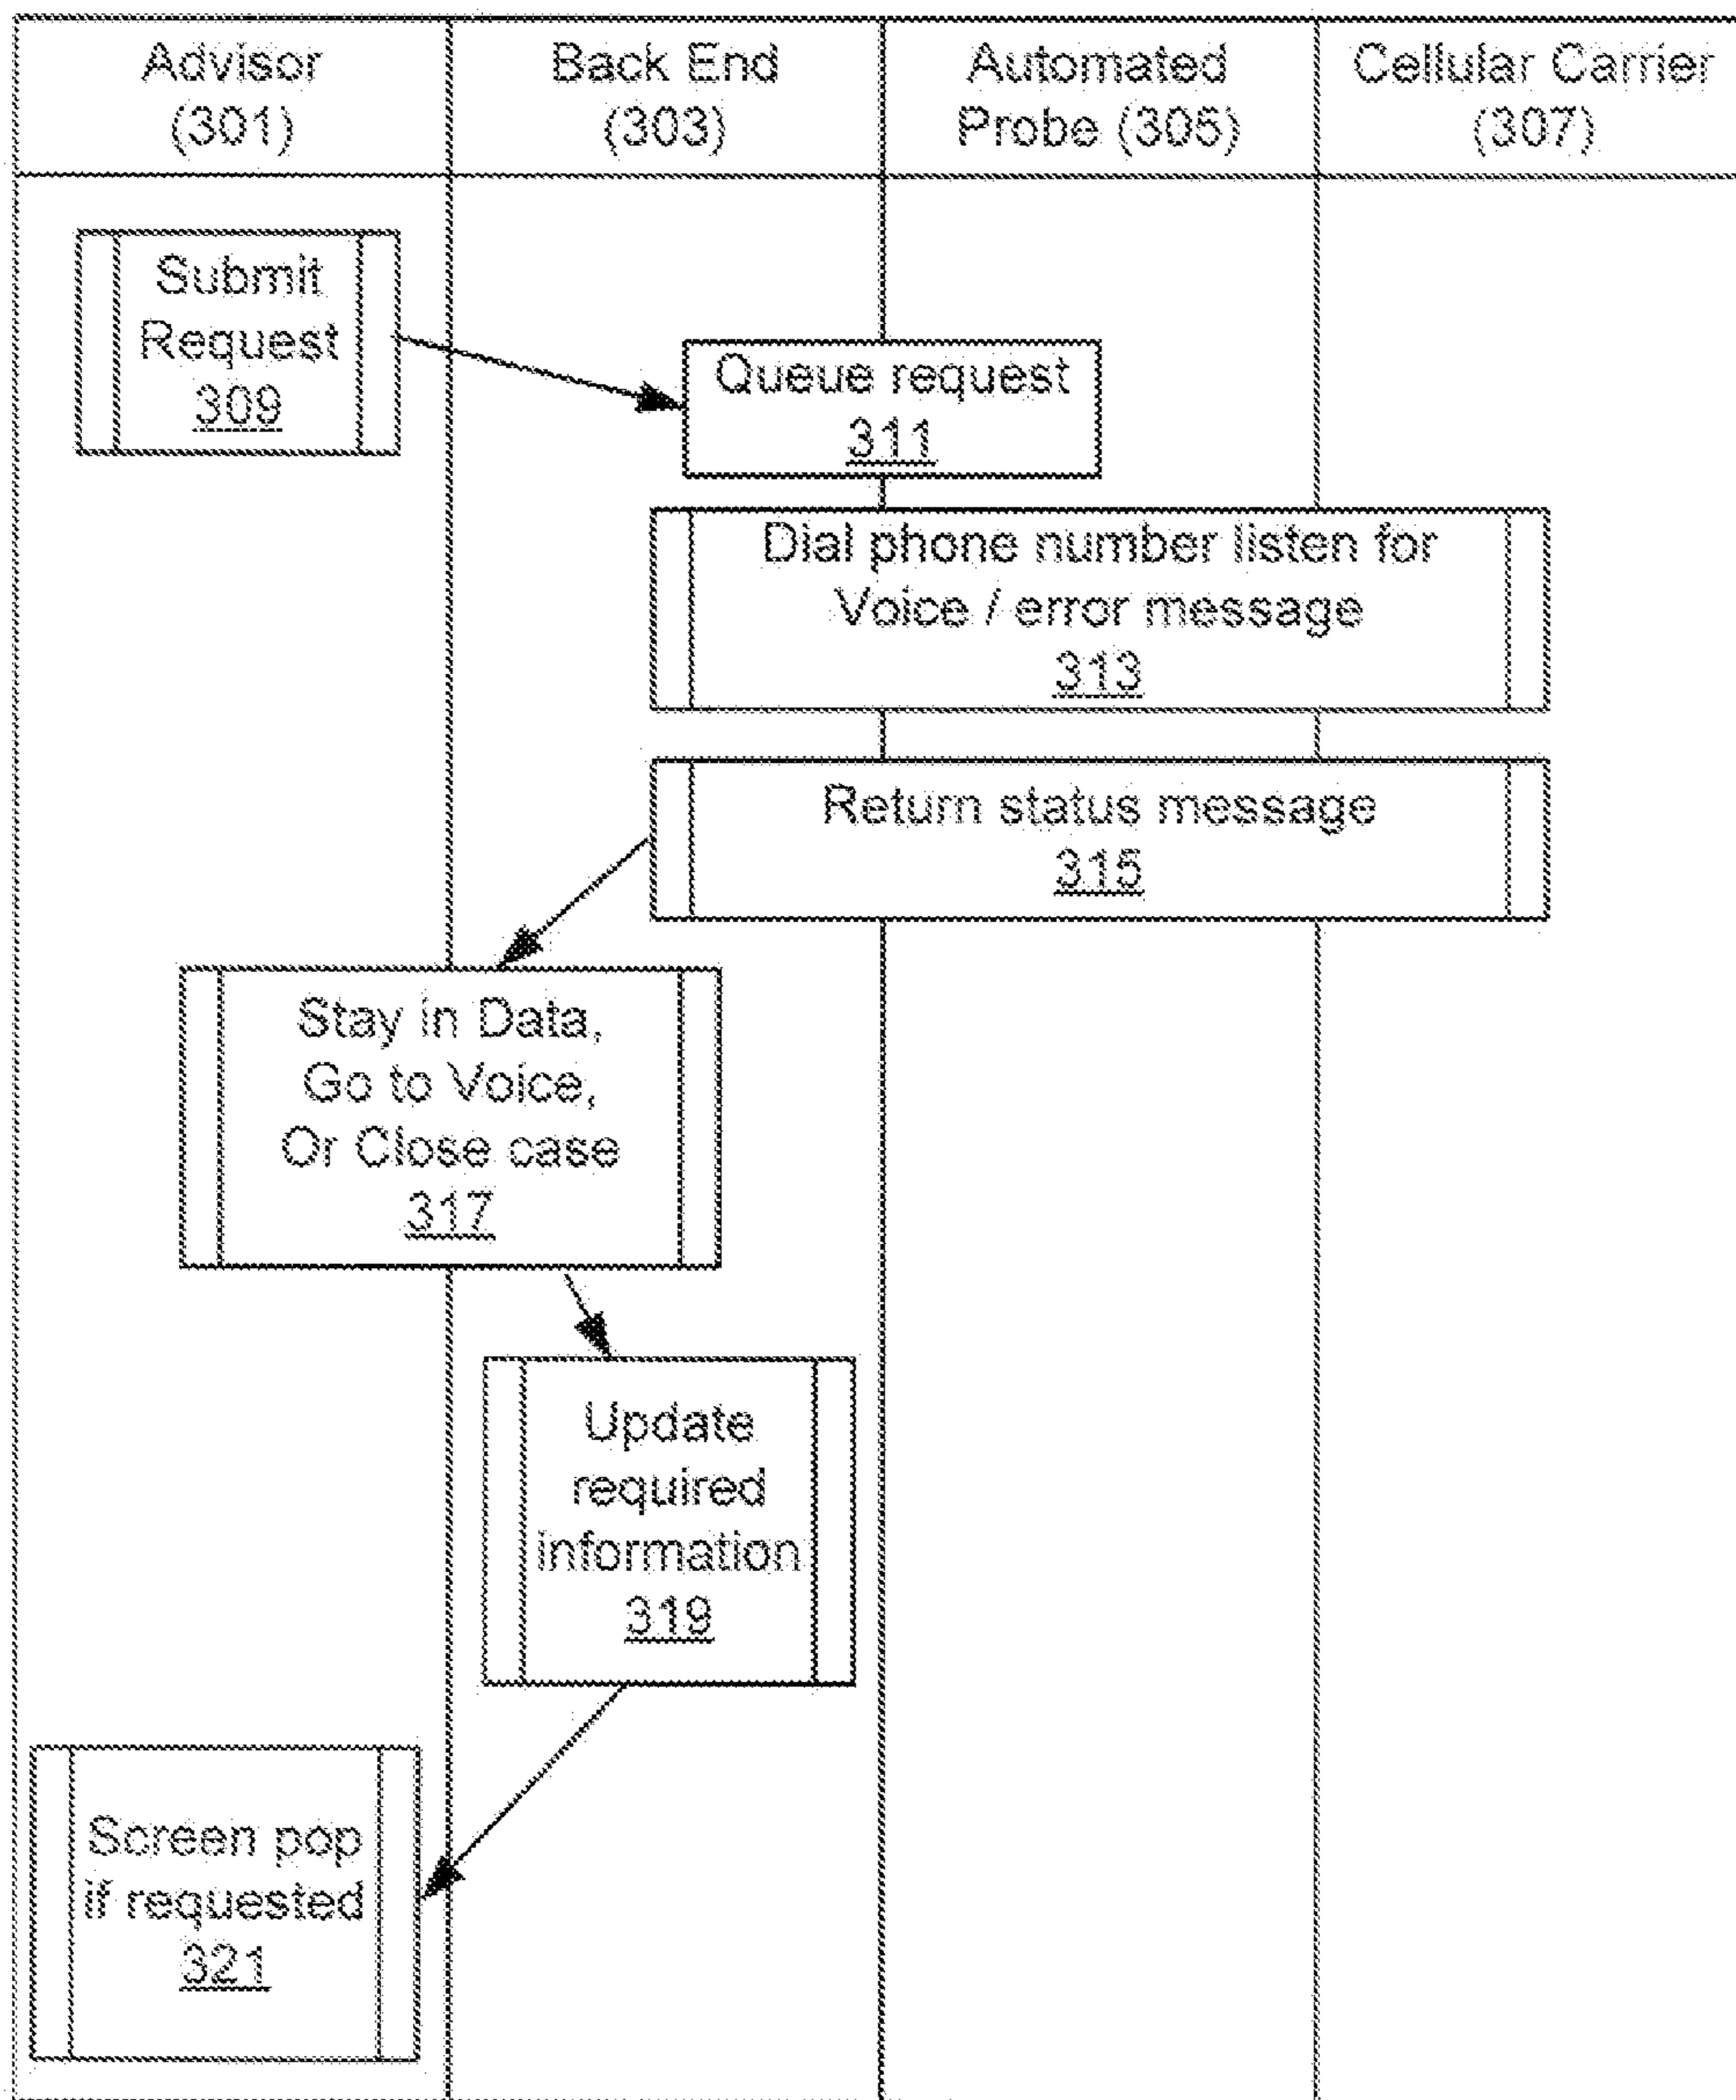 Advisor
(301)
Back End
(303)
Automated
Probe (305)
Cellular Carrier
(307)
Submit
Request
309
Queue request
311
Dial phone number listen for
Voice / error message
313
Return status message
315
Stay in Data,
Go to Voice,
Or Close case
317
Update
required
information
319
Screen pop
if requested
321